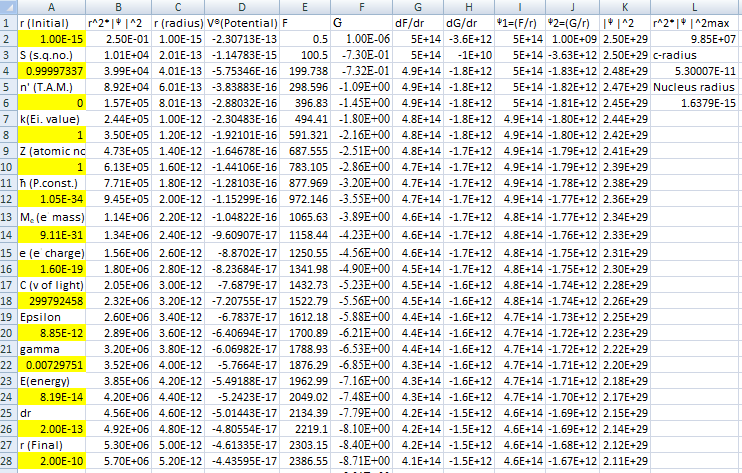 A B C D E F G H I J K L
1 r (Initial) r^2*|Ψ|^2 r (radius) V®(Potential) F G dF/dr dG/dr Ψ1=(F/r) Ψ2=(G/r) |Ψ|^2 r^2*|Ψ|^2max
2 1.00E-15 2.50E-01 1.00E-15 -2.30713E-13 0.5 1.00E-06 5E+14 -3.6E+12 5E+14 1.00E+09 2.50E+29 9.85E+07
3 S (s.q.no.) 1.01E+04 2.01E-13 -1.14783E-15 100.5 -7.30E-01 5E+14 -1E+10 5E+14 -3.63E+12 2.50E+29 c-radius
4 0.99997337 3.99E+04 4.01E-13 -5.75346E-16 199.738 -7.32E-01 4.9E+14 -1.8E+12 5E+14 -1.83E+12 2.48E+29 5.30007E-11
5 n' (T.A.M.) 8.92E+04 6.01E-13 -3.83883E-16 298.596 -1.09E+00 4.9E+14 -1.8E+12 5E+14 -1.82E+12 2.47E+29 Nucleus radius
6 0 1.57E+05 8.01E-13 -2.88032E-16 396.83 -1.45E+00 4.9E+14 -1.8E+12 5E+14 -1.81E+12 2.45E+29 1.6379E-15
7 k(Ei. value) 2.44E+05 1.00E-12 -2.30483E-16 494.41 -1.80E+00 4.8E+14 -1.8E+12 4.9E+14 -1.80E+12 2.44E+29
8 1 3.50E+05 1.20E-12 -1.92101E-16 591.321 -2.16E+00 4.8E+14 -1.8E+12 4.9E+14 -1.80E+12 2.42E+29
9 Z (atomic no 4.73E+05 1.40E-12 -1.64678E-16 687.555 -2.51E+00 4.8E+14 -1.7E+12 4.9E+14 -1.79E+12 2.41E+29
10 1 6.13E+05 1.60E-12 -1.44106E-16 783.105 -2.86E+00 4.7E+14 -1.7E+12 4.9E+14 -1.79E+12 2.39E+29
11 ħ (P.const.) 7.71E+05 1.80E-12 -1.28103E-16 877.969 -3.20E+00 4.7E+14 -1.7E+12 4.9E+14 -1.78E+12 2.38E+29
12 1.05E-34 9.45E+05 2.00E-12 -1.15299E-16 972.146 -3.55E+00 4.7E+14 -1.7E+12 4.9E+14 -1.77E+12 2.36E+29
13 Me (e mass) 1.14E+06 2.20E-12 -1.04822E-16 1065.63 -3.89E+00 4.6E+14 -1.7E+12 4.8E+14 -1.77E+12 2.34E+29
14 9.11E-31 1.34E+06 2.40E-12 -9.60907E-17 1158.44 -4.23E+00 4.6E+14 -1.7E+12 4.8E+14 -1.76E+12 2.33E+29
15 e (e charge) 1.56E+06 2.60E-12 -8.8702E-17 1250.55 -4.56E+00 4.6E+14 -1.7E+12 4.8E+14 -1.75E+12 2.31E+29
16 1.60E-19 1.80E+06 2.80E-12 -8.23684E-17 1341.98 -4.90E+00 4.5E+14 -1.7E+12 4.8E+14 -1.75E+12 2.30E+29
17 C (v of light) 2.05E+06 3.00E-12 -7.6879E-17 1432.73 -5.23E+00 4.5E+14 -1.6E+12 4.8E+14 -1.74E+12 2.28E+29
18 299792458 2.32E+06 3.20E-12 -7.20755E-17 1522.79 -5.56E+00 4.5E+14 -1.6E+12 4.8E+14 -1.74E+12 2.26E+29
19 Epsilon 2.60E+06 3.40E-12 -6.7837E-17 1612.18 -5.88E+00 4.4E+14 -1.6E+12 4.7E+14 -1.73E+12 2.25E+29
20 8.85E-12 2.89E+06 3.60E-12 -6.40694E-17 1700.89 -6.21E+00 4.4E+14 -1.6E+12 4.7E+14 -1.72E+12 2.23E+29
21 gamma 3.20E+06 3.80E-12 -6.06982E-17 1788.93 -6.53E+00 4.4E+14 -1.6E+12 4.7E+14 -1.72E+12 2.22E+29
22 0.00729751 3.52E+06 4.00E-12 -5.7664E-17 1876.29 -6.85E+00 4.3E+14 -1.6E+12 4.7E+14 -1.71E+12 2.20E+29
23 E(energy) 3.85E+06 4.20E-12 -5.49188E-17 1962.99 -7.16E+00 4.3E+14 -1.6E+12 4.7E+14 -1.71E+12 2.18E+29
24 8.19E-14 4.20E+06 4.40E-12 -5.2423E-17 2049.02 -7.48E+00 4.3E+14 -1.6E+12 4.7E+14 -1.70E+12 2.17E+29
25 dr 4.56E+06 4.60E-12 -5.01443E-17 2134.39 -7.79E+00 4.2E+14 -1.5E+12 4.6E+14 -1.69E+12 2.15E+29
26 2.00E-13 4.92E+06 4.80E-12 -4.80554E-17 2219.1 -8.10E+00 4.2E+14 -1.5E+12 4.6E+14 -1.69E+12 2.14E+29
27 r (Final) 5.30E+06 5.00E-12 -4.61335E-17 2303.15 -8.40E+00 4.2E+14 -1.5E+12 4.6E+14 -1.68E+12 2.12E+29
28 2.00E-10 5.70E+06 5.20E-12 -4.43595E-17 2386.55 -8.71E+00 4.1E+14 -1.5E+12 4.6E+14 -1.67E+12 2.11E+29